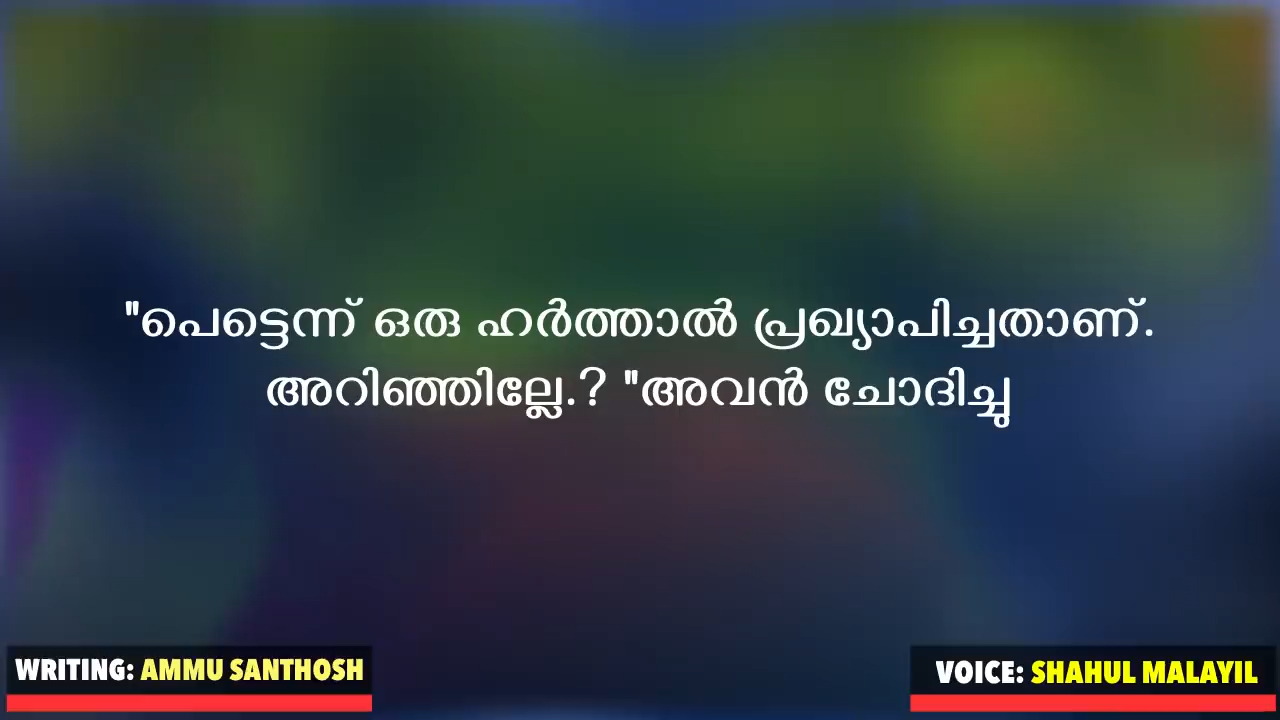 "പെട്ടെന്ന് ഒരു ഹർത്താൽ പ്രഖ്യാപിച്ചതാണ്.
അറിഞ്ഞില്ലേ.? "അവൻ ചോദിച്ചു
WRITING: AMMU SANTHOSH
VOICE: SHAHUL MALAYIL